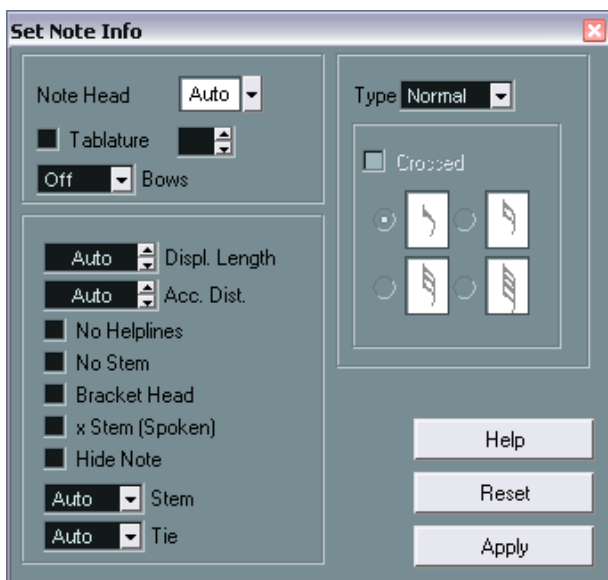 Set Note Info
Note Head Auto
Tablature
Off Bows
Auto Displ. Length
Auto Acc. Dist.
No Helplines
No Stem
Bracket Head
x Stem (Spoken)
Hide Note
Auto Stem
Auto Tie
Type Normal
Crossed
Help
Reset
Apply